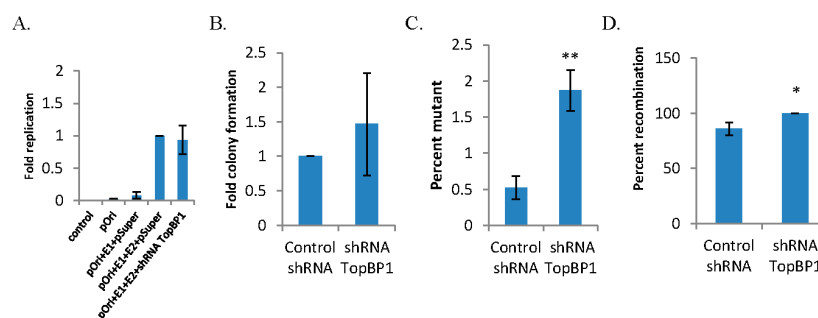 A.
Fold replication
2
1.5
1
0.5
0
control
pOri
pOri+E1+pSuper
pOri+E1+E2+pSuper
pOri+E1+E2+shRNA TopBP1
B.
Fold colony formation
2.5
2
1.5
1
0.5
0
Control shRNA
shRNA TopBP1
C.
Percent mutant
2.5
2
1.5
1
0.5
0
**
Control shRNA
shRNA TopBP1
D.
Percent recombination
150
100
50
0
*
Control shRNA
shRNA TopBP1